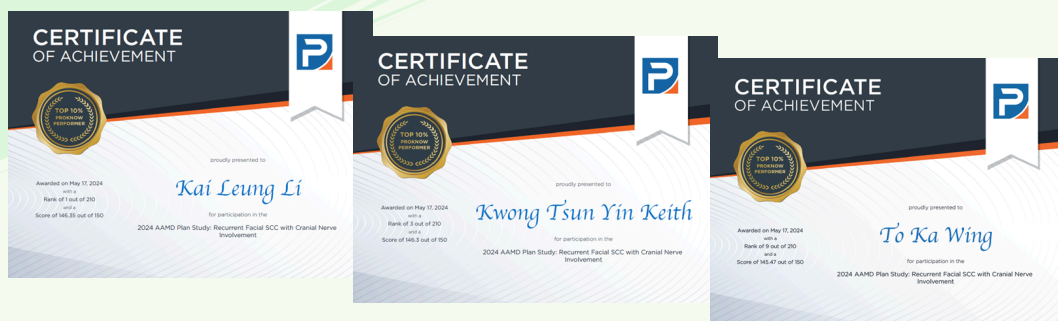 CERTIFICATE
OF ACHIEVEMENT
TOP 10%
PROKNOW
PERFORMER
proudly presented to
Awarded on May 17, 2024
with a
Rank of 1 out of 210
and a
Score of 146.35 out of 150
Kai Leung Li
for participation in the
2024 AAMD Plan Study: Recurrent Facial SCC with Cranial Nerve
Involvement
CERTIFICATE
OF ACHIEVEMENT
TOP 10%
PROKNOW
PERFORMER
proudly presented to
Awarded on May 17, 2024
with a
Rank of 3 out of 210
and a
Score of 146.3 out of 150
Kwong Tsun Yin Keith
for participation in the
2024 AAMD Plan Study: Recurrent Facial SCC with Cranial Nerve
Involvement
CERTIFICATE
OF ACHIEVEMENT
TOP 10%
PROKNOW
PERFORMER
proudly presented to
Awarded on May 17, 2024
with a
Rank of 9 out of 210
and a
Score of 145.47 out of 150
To Ka Wing
for participation in the
2024 AAMD Plan Study: Recurrent Facial SCC with Cranial Nerve
Involvement